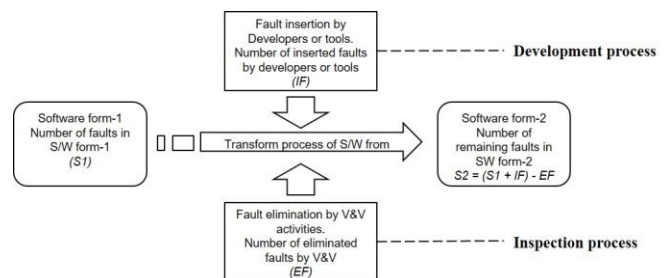 Fault insertion by
Developers or tools.
Number of inserted faults
by developers or tools
(IF)
Development process
Software form-1
Number of faults in
S/W form-1
(S1)
Transform process of S/W from
Software form-2
Number of
remaining faults in
SW form-2
S2 = (S1 + IF) - EF
Fault elimination by V&V
activities.
Number of eliminated
faults by V&V
(EF)
Inspection process